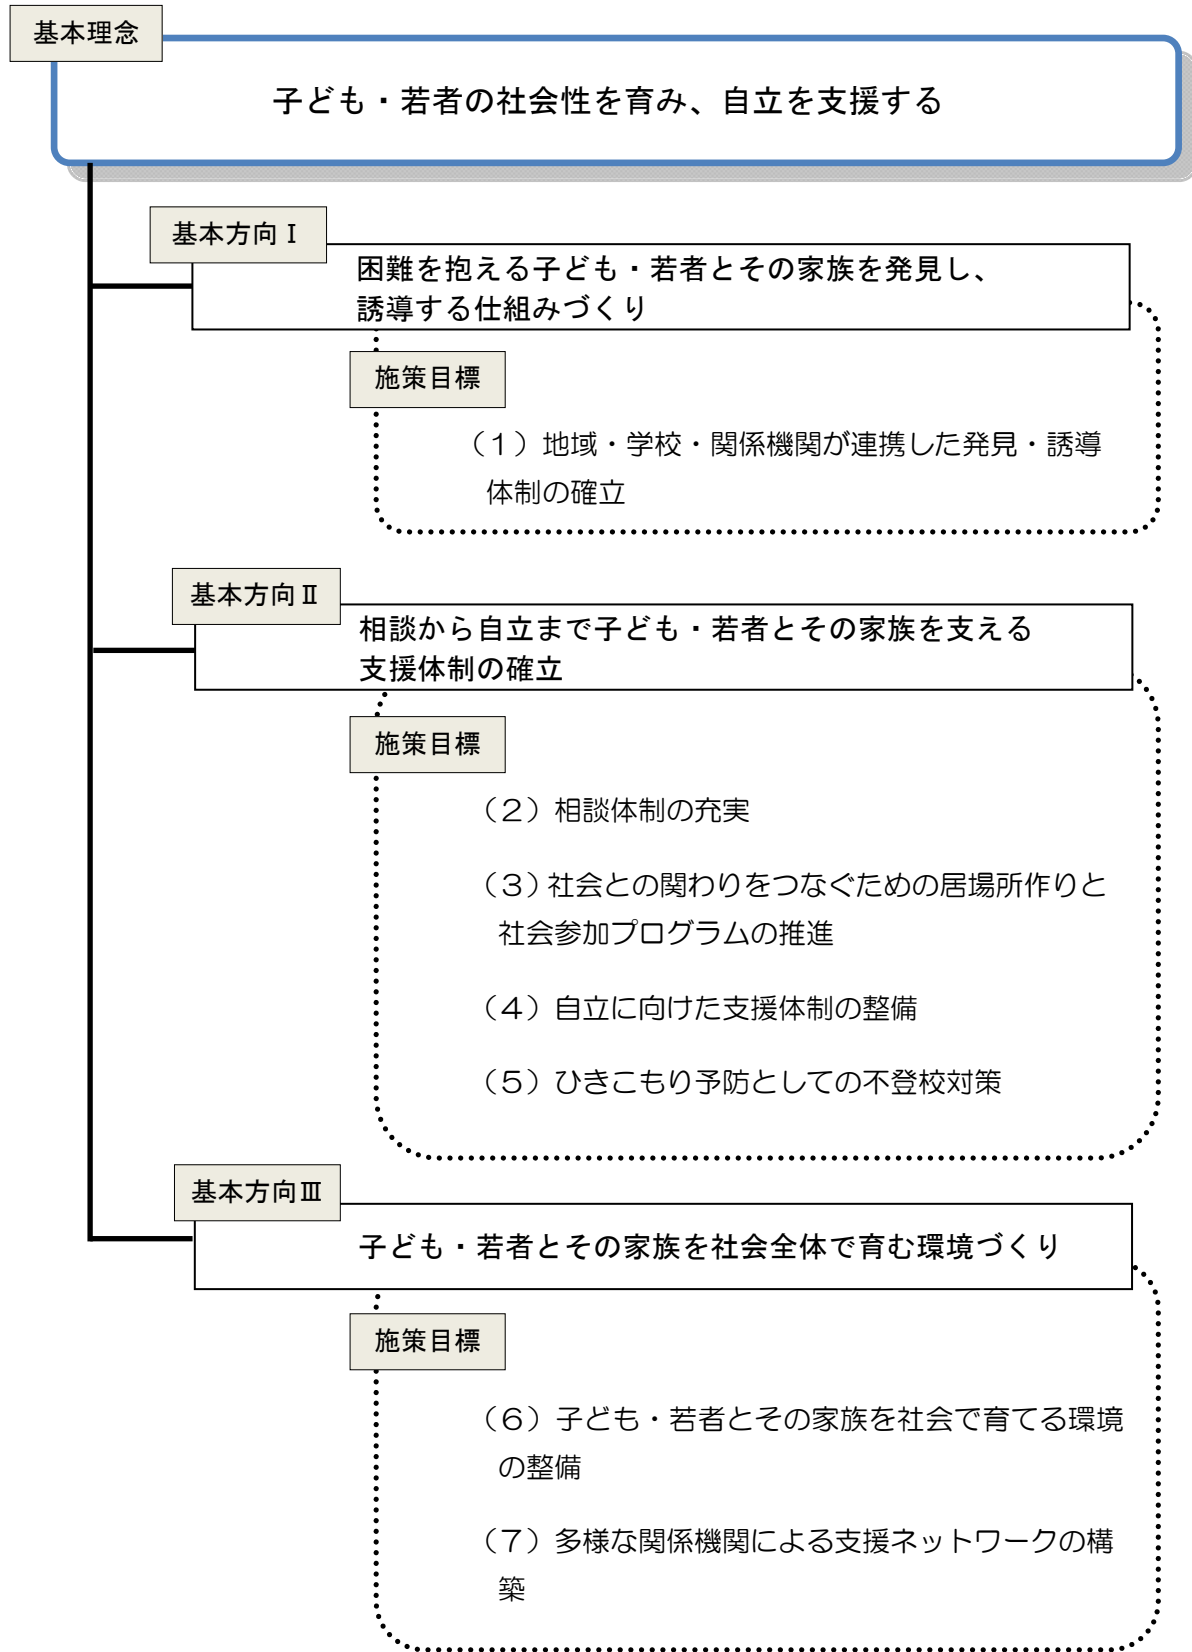 基本理念
子ども・若者の社会性を育み、自立を支援する
基本方向Ⅰ
困難を抱える子ども・若者とその家族を発見し、
誘導する仕組みづくり
施策目標
（１）地域・学校・関係機関が連携した発見・誘導
体制の確立
基本方向Ⅱ
相談から自立まで子ども・若者とその家族を支える
支援体制の確立
施策目標
（２）相談体制の充実
（３）社会との関わりをつなぐための居場所作りと
社会参加プログラムの推進
（４）自立に向けた支援体制の整備
（５）ひきこもり予防としての不登校対策
基本方向Ⅲ
子ども・若者とその家族を社会全体で育む環境づくり
施策目標
（６）子ども・若者とその家族を社会で育てる環境
の整備
（７）多様な関係機関による支援ネットワークの構
築